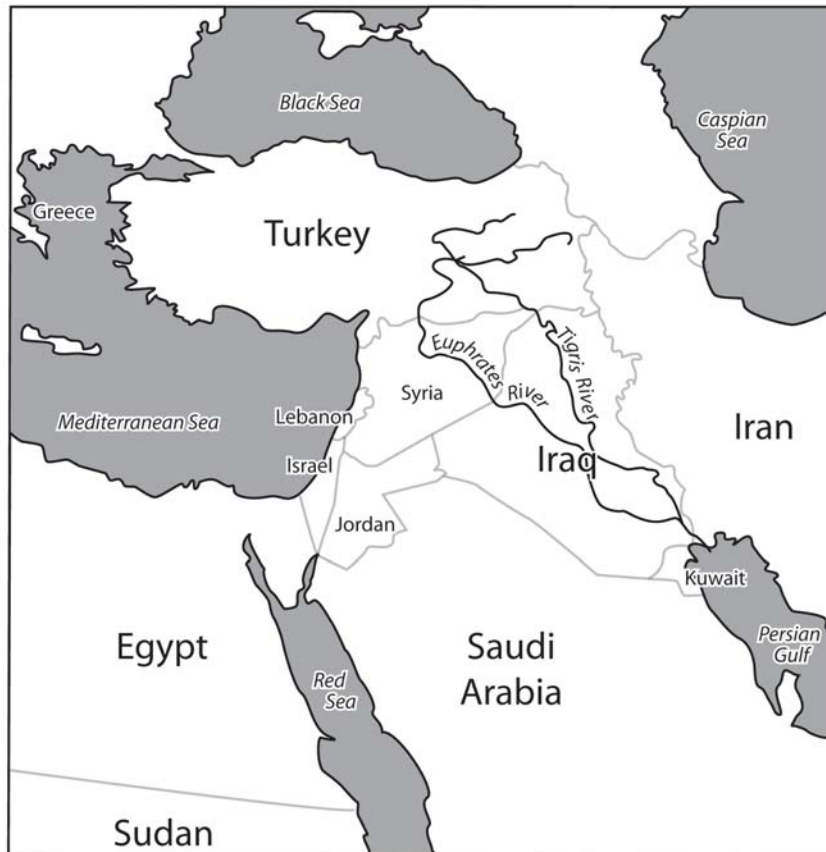 Black Sea
Caspian
Sea
Greece
Turkey
Tigris River
Euphrates
River
Syria
Mediterranean Sea
Lebanon
Iran
Iraq
Israel
Jordan
Kuwait
Egypt
Saudi
Arabia
Persian
Gulf
Red
Sea
Sudan